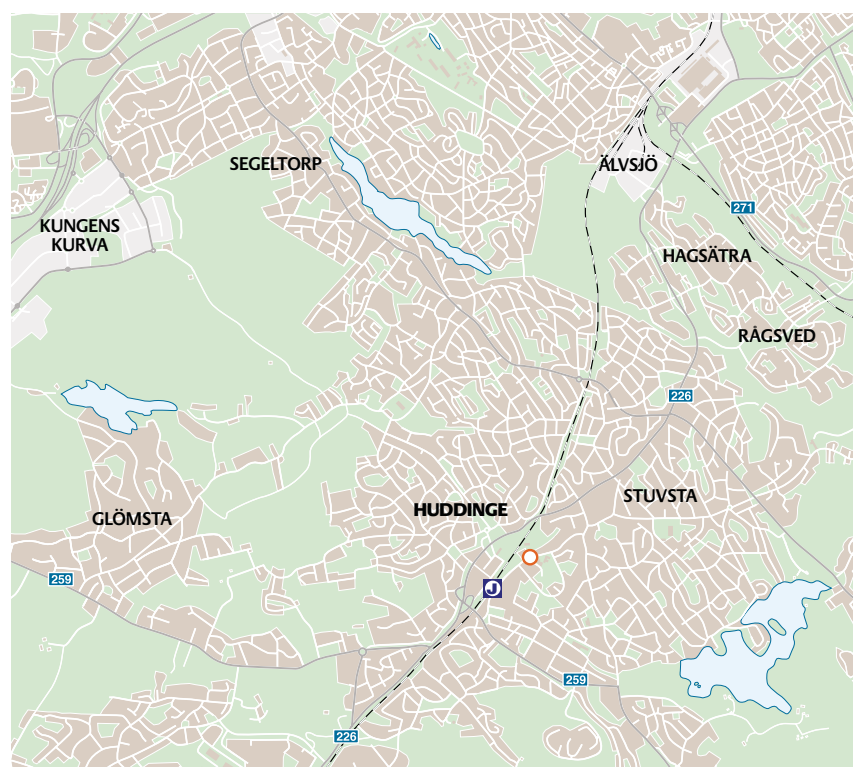 SEGELTORP
ÄLVSJÖ
271
KUNGENS
KURVA
HAGSÄTRA
RÅGSVED
226
STUVSTA
HUDDINGE
GLÖMSTA
259
J
259
226